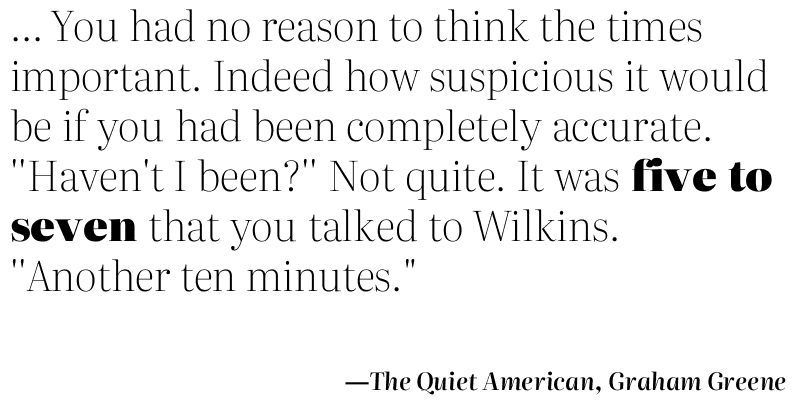 ... You had no reason to think the times
important. Indeed how suspicious it would
be if you had been completely accurate.
"Haven't I been?" Not quite. It was five to
seven that you talked to Wilkins.
"Another ten minutes."
—The Quiet American, Graham Greene